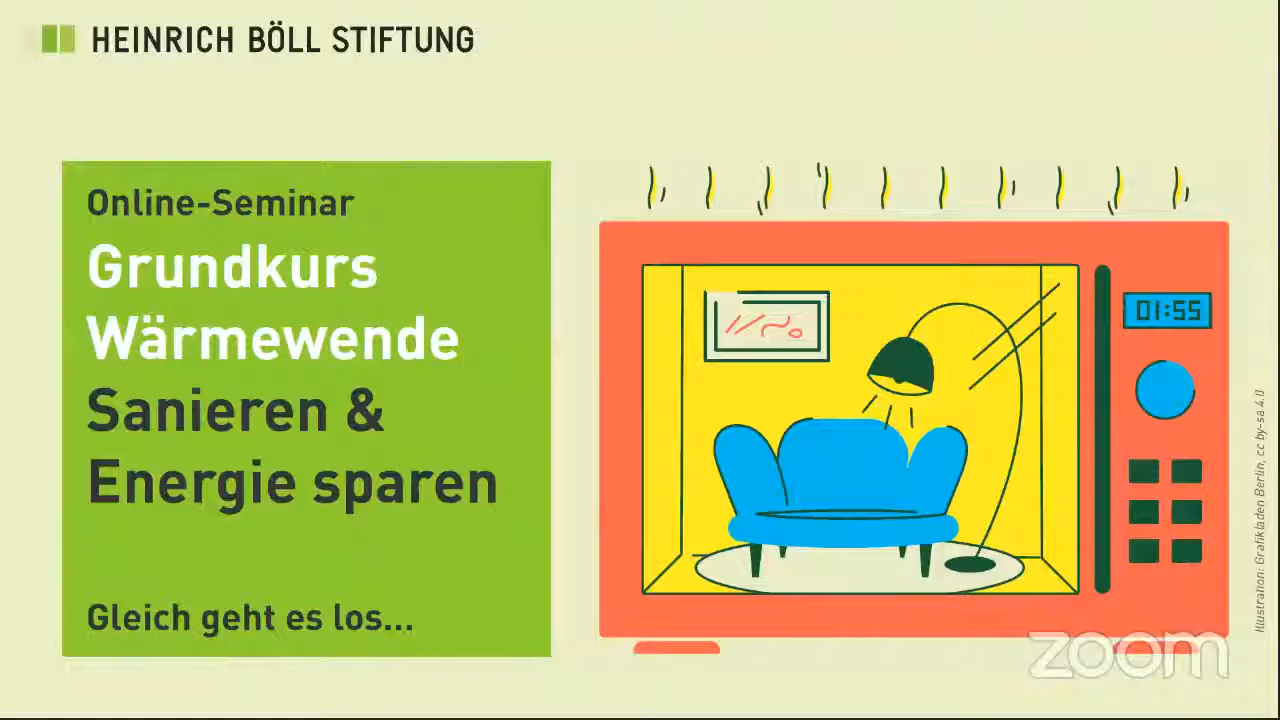 HEINRICH BÖLL STIFTUNG
Online-Seminar
Grundkurs
Wärmewende
Sanieren &
Energie sparen
Gleich geht es los...
01:55
Illustration: Grafikladen Berlin, cc by-sa 4.0
zoom